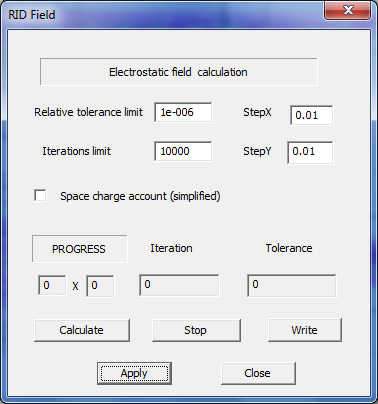 RID Field
Electrostatic field calculation
Relative tolerance limit 1e-006 StepX 0.01
Iterations limit 10000 StepY 0.01
Space charge account (simplified)
PROGRESS Iteration Tolerance
0 X 0 0 0
Calculate Stop Write
Apply Close